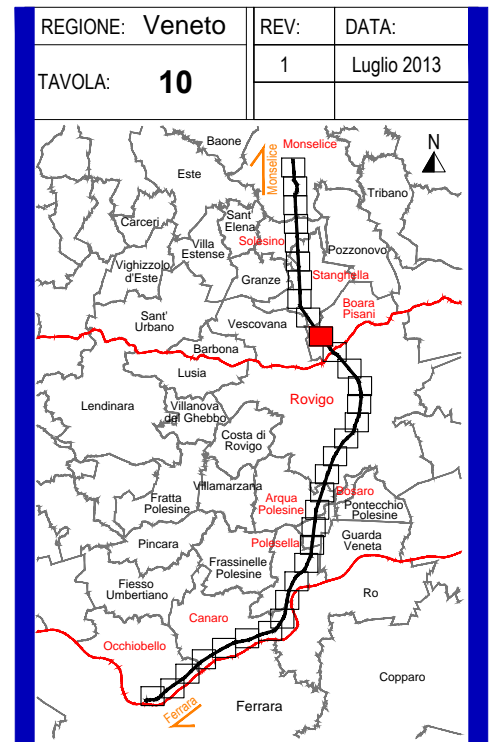 REGIONE: Veneto
REV:
DATA:
TAVOLA: 10
1
Luglio 2013
Baone
Monselice
N
Monselice
Este
Tribano
Carceri
Sant'
Elena
Solesino
Villa
Estense
Pozzonovo
Vighizzolo
d'Este
Granze
Stanghella
Boara
Pisani
Sant'
Urbano
Vescovana
Barbona
Lusia
Rovigo
Lendinara
Villanova
del Ghebbo
Costa di
Rovigo
Villamarzana
Fratta
Polesine
Arqua
Polesine
Bosaro
Pontecchio
Polesine
Pincara
Polesella
Guarda
Veneta
Frassinelle
Polesine
Fiesso
Umbertiano
Ro
Canaro
Occhiobello
Copparo
Ferrara
Ferrara